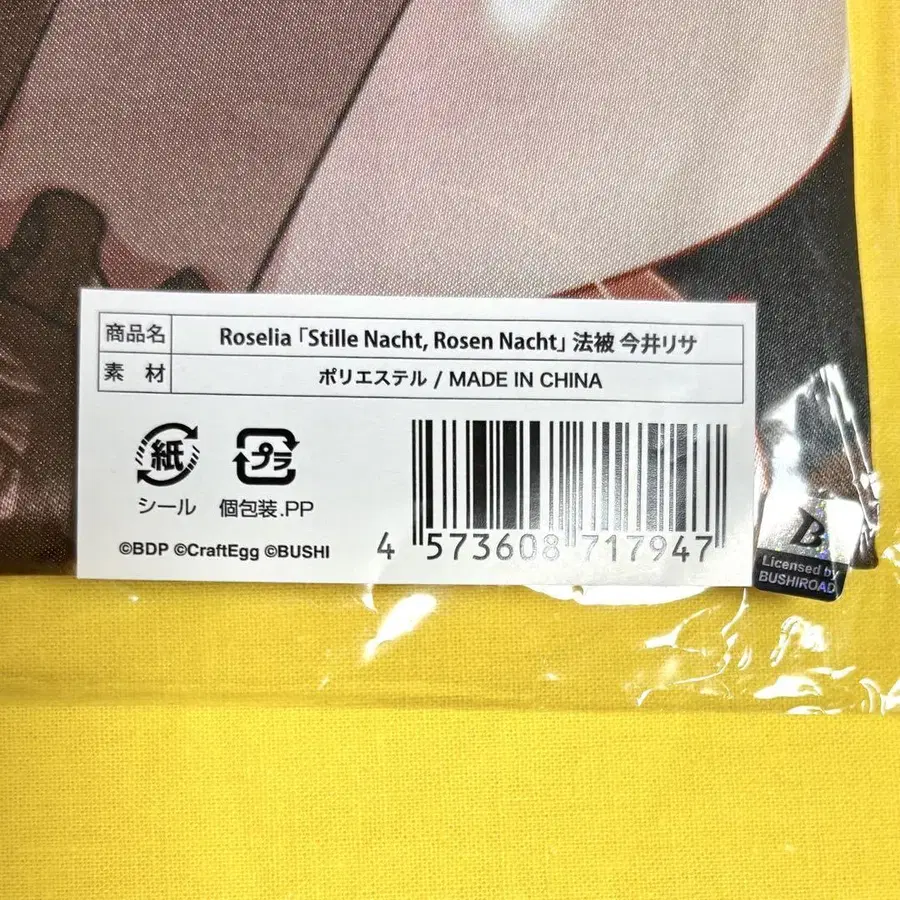 商品名 Roselia「Stille Nacht, Rosen Nacht」法被 今井リサ
素 材 ポリエステル / MADE IN CHINA
紙 プラ
シール 個包装.PP
©BDP ©CraftEgg ©BUSHI
4 573608 717947
B
Licensed by
BUSHIROAD